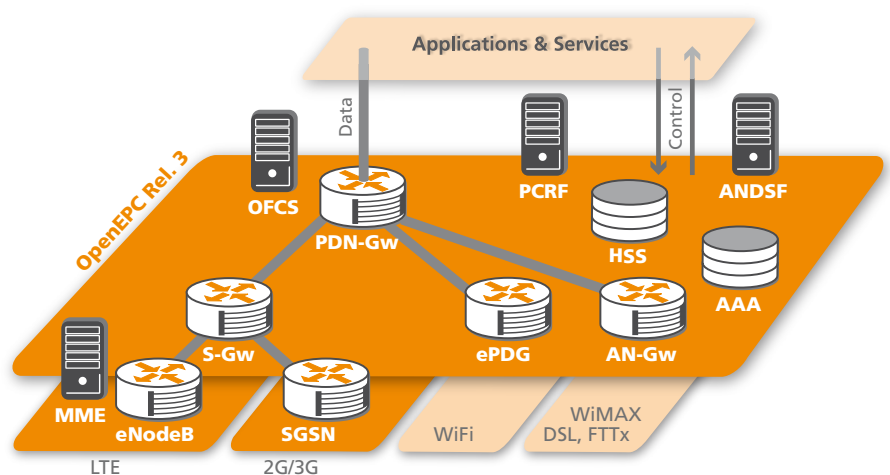 Applications & Services
Data
Control
OpenEPC Rel. 3
OFCS
PCRF
ANDSF
PDN-Gw
HSS
AAA
S-Gw
ePDG
AN-Gw
MME
eNodeB
SGSN
WiFi
WiMAX
DSL, FTTx
LTE
2G/3G